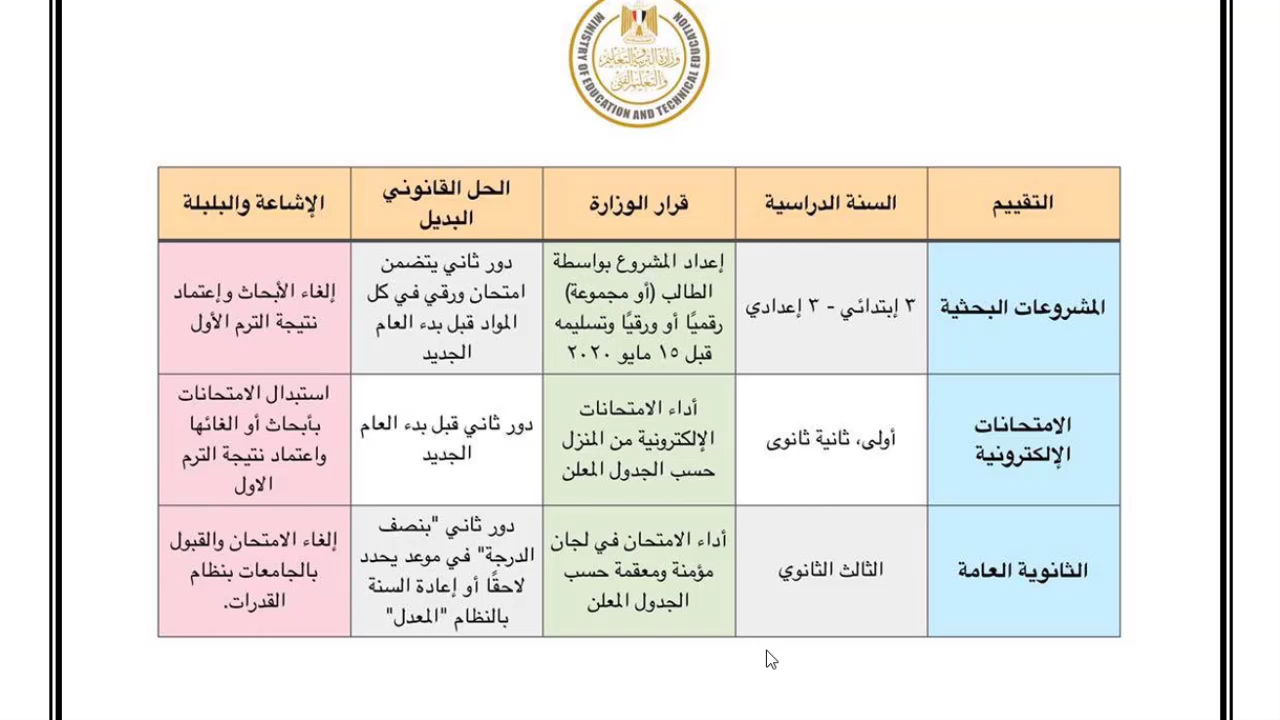 MINISTRY OF EDUCATION AND TECHNICAL EDUCATION
وزارة التربية والتعليم
والتعليم الفني
التقييم
السنة الدراسية
قرار الوزارة
الحل القانوني
البديل
الإشاعة والبلبلة
المشروعات البحثية
٣ إبتدائي - ٣ إعدادي
إعداد المشروع بواسطة
الطالب (أو مجموعة)
رقميًا أو ورقيًا وتسليمه
قبل ١٥ مايو ٢٠٢٠
دور ثاني يتضمن
امتحان ورقي في كل
المواد قبل بدء العام
الجديد
إلغاء الأبحاث وإعتماد
نتيجة الترم الأول
الامتحانات
الإلكترونية
أولى، ثانية ثانوى
أداء الامتحانات
الإلكترونية من المنزل
حسب الجدول المعلن
دور ثاني قبل بدء العام
الجديد
استبدال الامتحانات
بأبحاث أو الغائها
واعتماد نتيجة الترم
الاول
الثانوية العامة
الثالث الثانوي
أداء الامتحان في لجان
مؤمنة ومعقمة حسب
الجدول المعلن
دور ثاني "بنصف
الدرجة" في موعد يحدد
لاحقًا أو إعادة السنة
بالنظام "المعدل"
إلغاء الامتحان والقبول
بالجامعات بنظام
القدرات.